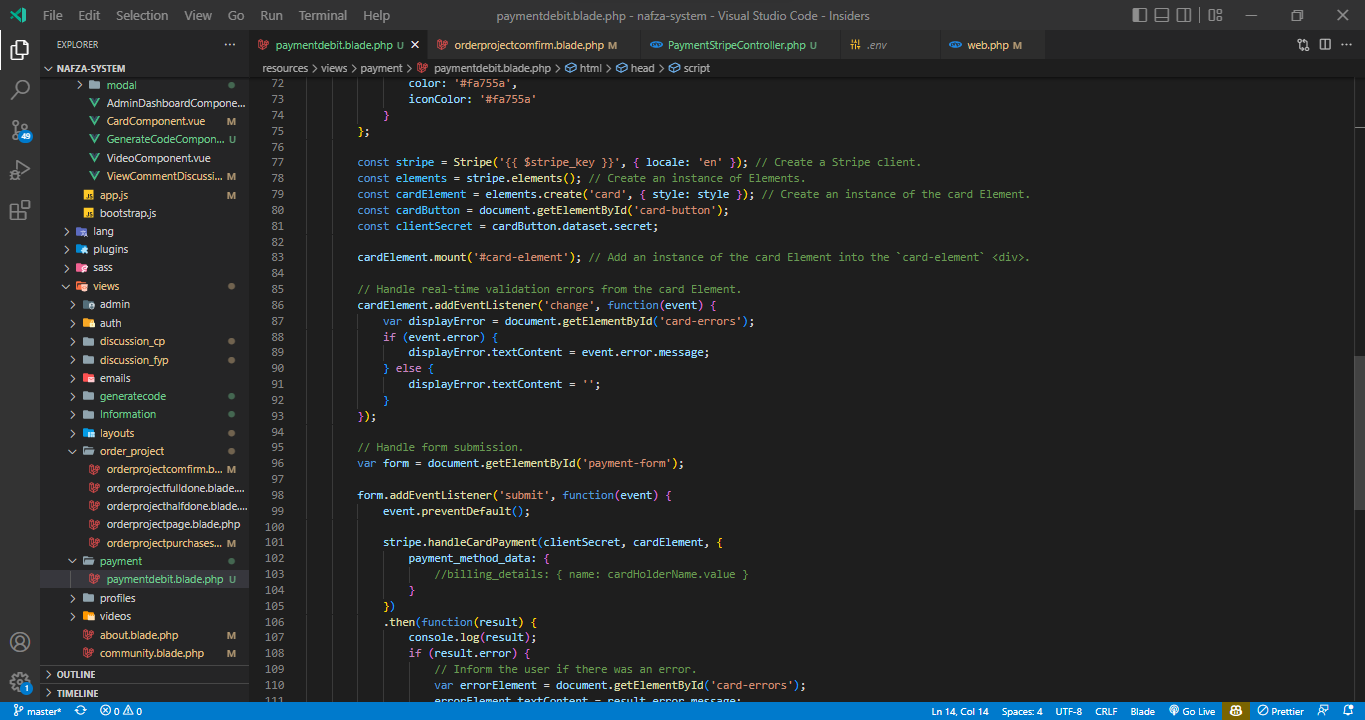 File Edit Selection View Go Run Terminal Help paymentdebit.blade.php - nafza-system - Visual Studio Code - Insiders
EXPLORER ···
paymentdebit.blade.php U orderprojectcomfirm.blade.php M PaymentStripeController.php U .env web.php M
NAFZA-SYSTEM
resources > views > payment > paymentdebit.blade.php > html > head > script
modal
AdminDashboardCompone...
CardComponent.vue M
GenerateCodeCompon... U
VideoComponent.vue
ViewCommentDiscussi... M
app.js M
bootstrap.js
lang
plugins
sass
views
admin
auth
discussion_cp
discussion_fyp
emails
generatecode
Information
layouts
order_project
orderprojectcomfirm.b... M
orderprojectfulldone.blade....
orderprojecthalfdone.blade....
orderprojectpage.blade.php
orderprojectpurchases... M
payment
paymentdebit.blade.php U
profiles
videos
about.blade.php M
community.blade.php M
OUTLINE
TIMELINE
49
1
72 color: '#fa755a',
73 iconColor: '#fa755a'
74 }
75 };
76
77 const stripe = Stripe('{{ $stripe_key }}', { locale: 'en' }); // Create a Stripe client.
78 const elements = stripe.elements(); // Create an instance of Elements.
79 const cardElement = elements.create('card', { style: style }); // Create an instance of the card Element.
80 const cardButton = document.getElementById('card-button');
81 const clientSecret = cardButton.dataset.secret;
82
83 cardElement.mount('#card-element'); // Add an instance of the card Element into the `card-element` <div>.
84
85 // Handle real-time validation errors from the card Element.
86 cardElement.addEventListener('change', function(event) {
87 var displayError = document.getElementById('card-errors');
88 if (event.error) {
89 displayError.textContent = event.error.message;
90 } else {
91 displayError.textContent = '';
92 }
93 });
94
95 // Handle form submission.
96 var form = document.getElementById('payment-form');
97
98 form.addEventListener('submit', function(event) {
99 event.preventDefault();
100
101 stripe.handleCardPayment(clientSecret, cardElement, {
102 payment_method_data: {
103 //billing_details: { name: cardHolderName.value }
104 }
105 })
106 .then(function(result) {
107 console.log(result);
108 if (result.error) {
109 // Inform the user if there was an error.
110 var errorElement = document.getElementById('card-errors');
111 errorElement.textContent = result.error.message;
master* 0 0 Ln 14, Col 14 Spaces: 4 UTF-8 CRLF Blade Go Live Prettier